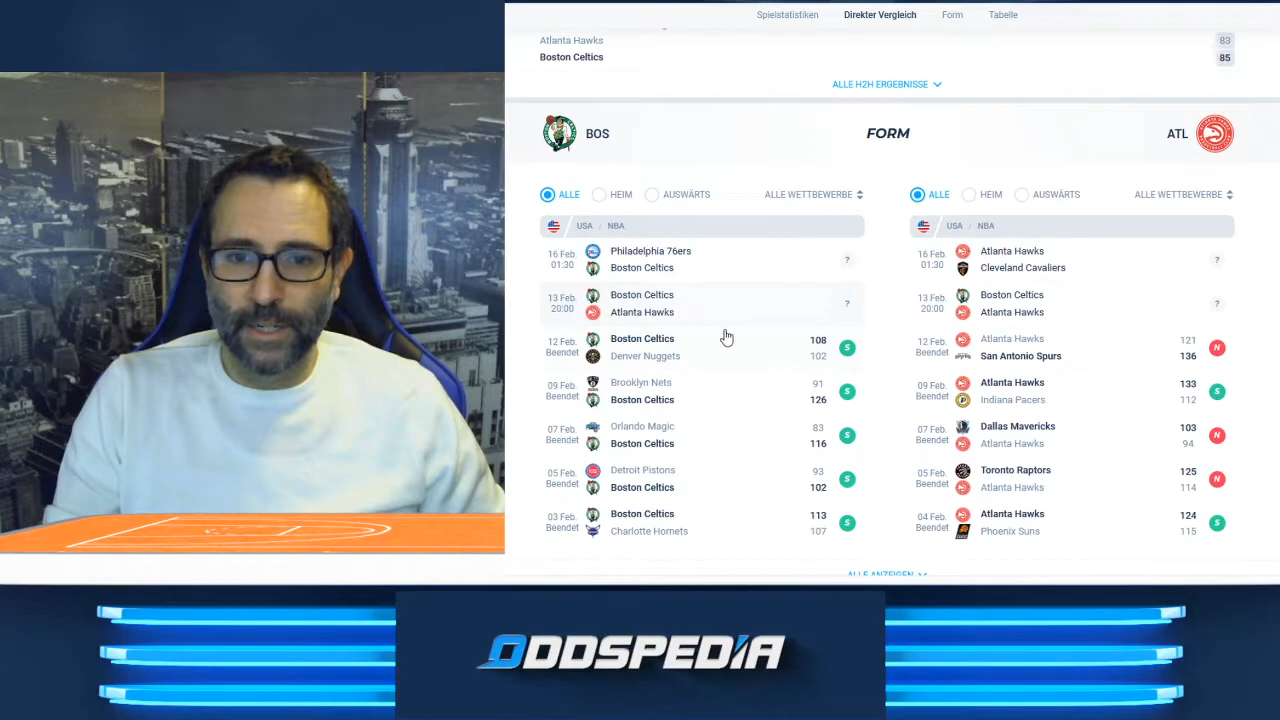 Spielstatistiken Direkter Vergleich Form Tabelle
Atlanta Hawks 83
Boston Celtics 85
ALLE H2H ERGEBNISSE
BOS FORM ATL
ALLE HEIM AUSWÄRTS ALLE WETTBEWERBE
USA / NBA
16 Feb. 01:30 Philadelphia 76ers
Boston Celtics ?
13 Feb. 20:00 Boston Celtics
Atlanta Hawks ?
12 Feb. Beendet Boston Celtics 108 S
Denver Nuggets 102
09 Feb. Beendet Brooklyn Nets 91 S
Boston Celtics 126
07 Feb. Beendet Orlando Magic 83 S
Boston Celtics 116
05 Feb. Beendet Detroit Pistons 93 S
Boston Celtics 102
03 Feb. Beendet Boston Celtics 113 S
Charlotte Hornets 107
ALLE HEIM AUSWÄRTS ALLE WETTBEWERBE
USA / NBA
16 Feb. 01:30 Atlanta Hawks
Cleveland Cavaliers ?
13 Feb. 20:00 Boston Celtics
Atlanta Hawks ?
12 Feb. Beendet Atlanta Hawks 121 N
San Antonio Spurs 136
09 Feb. Beendet Atlanta Hawks 133 S
Indiana Pacers 112
07 Feb. Beendet Dallas Mavericks 103 N
Atlanta Hawks 94
05 Feb. Beendet Toronto Raptors 125 N
Atlanta Hawks 114
04 Feb. Beendet Atlanta Hawks 124 S
Phoenix Suns 115
ALLE ANZEIGEN
ODDSPEDIA